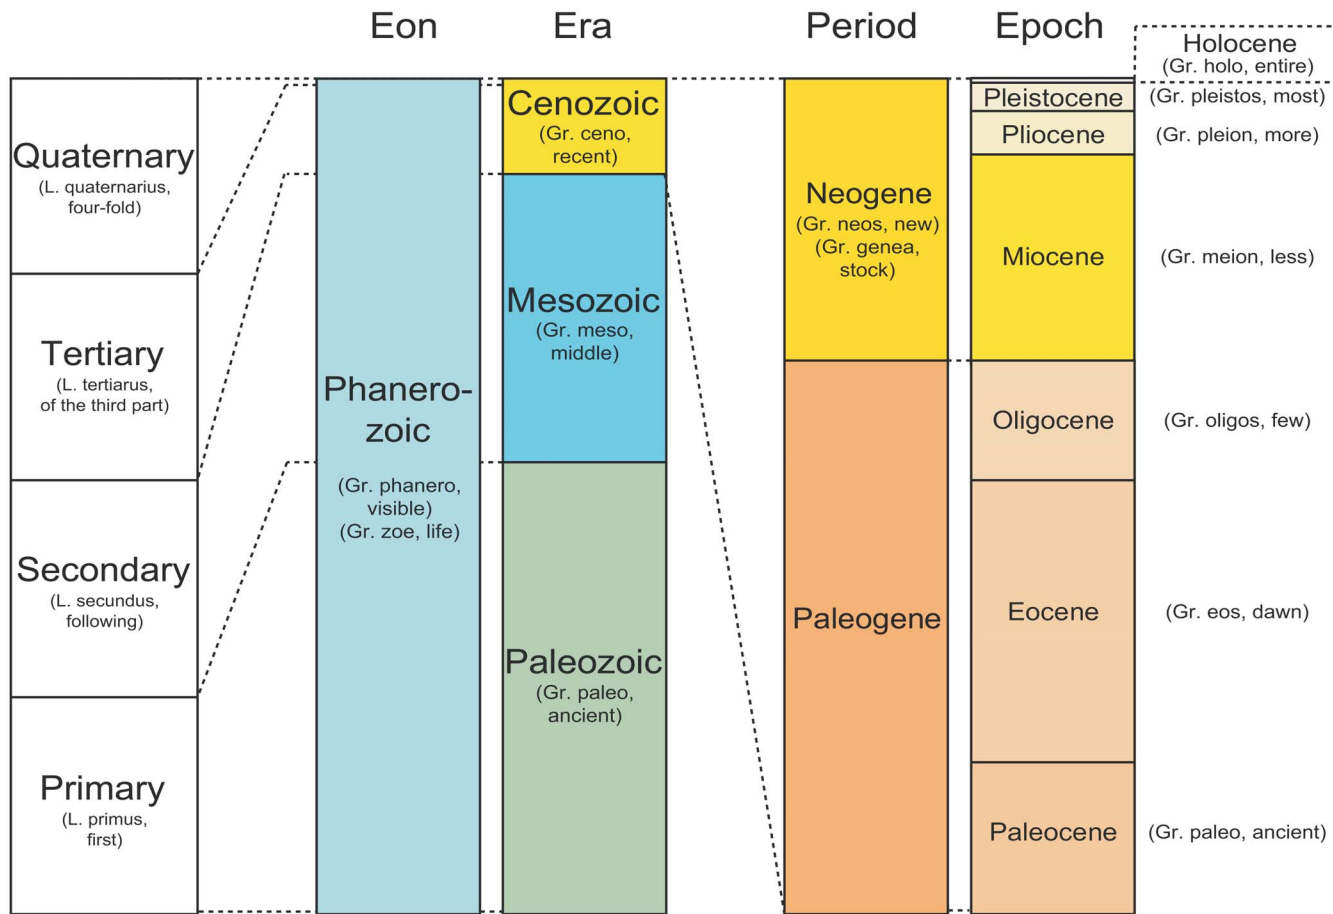 Eon
Era
Period
Epoch
Holocene
(Gr. holo, entire)
Quaternary
(L. quaternarius,
four-fold)
Tertiary
(L. tertiarus,
of the third part)
Secondary
(L. secundus,
following)
Primary
(L. primus,
first)
Phanero-
zoic
(Gr. phanero,
visible)
(Gr. zoe, life)
Cenozoic
(Gr. ceno,
recent)
Mesozoic
(Gr. meso,
middle)
Paleozoic
(Gr. paleo,
ancient)
Neogene
(Gr. neos, new)
(Gr. genea,
stock)
Paleogene
Pleistocene
(Gr. pleistos, most)
Pliocene
(Gr. pleion, more)
Miocene
(Gr. meion, less)
Oligocene
(Gr. oligos, few)
Eocene
(Gr. eos, dawn)
Paleocene
(Gr. paleo, ancient)